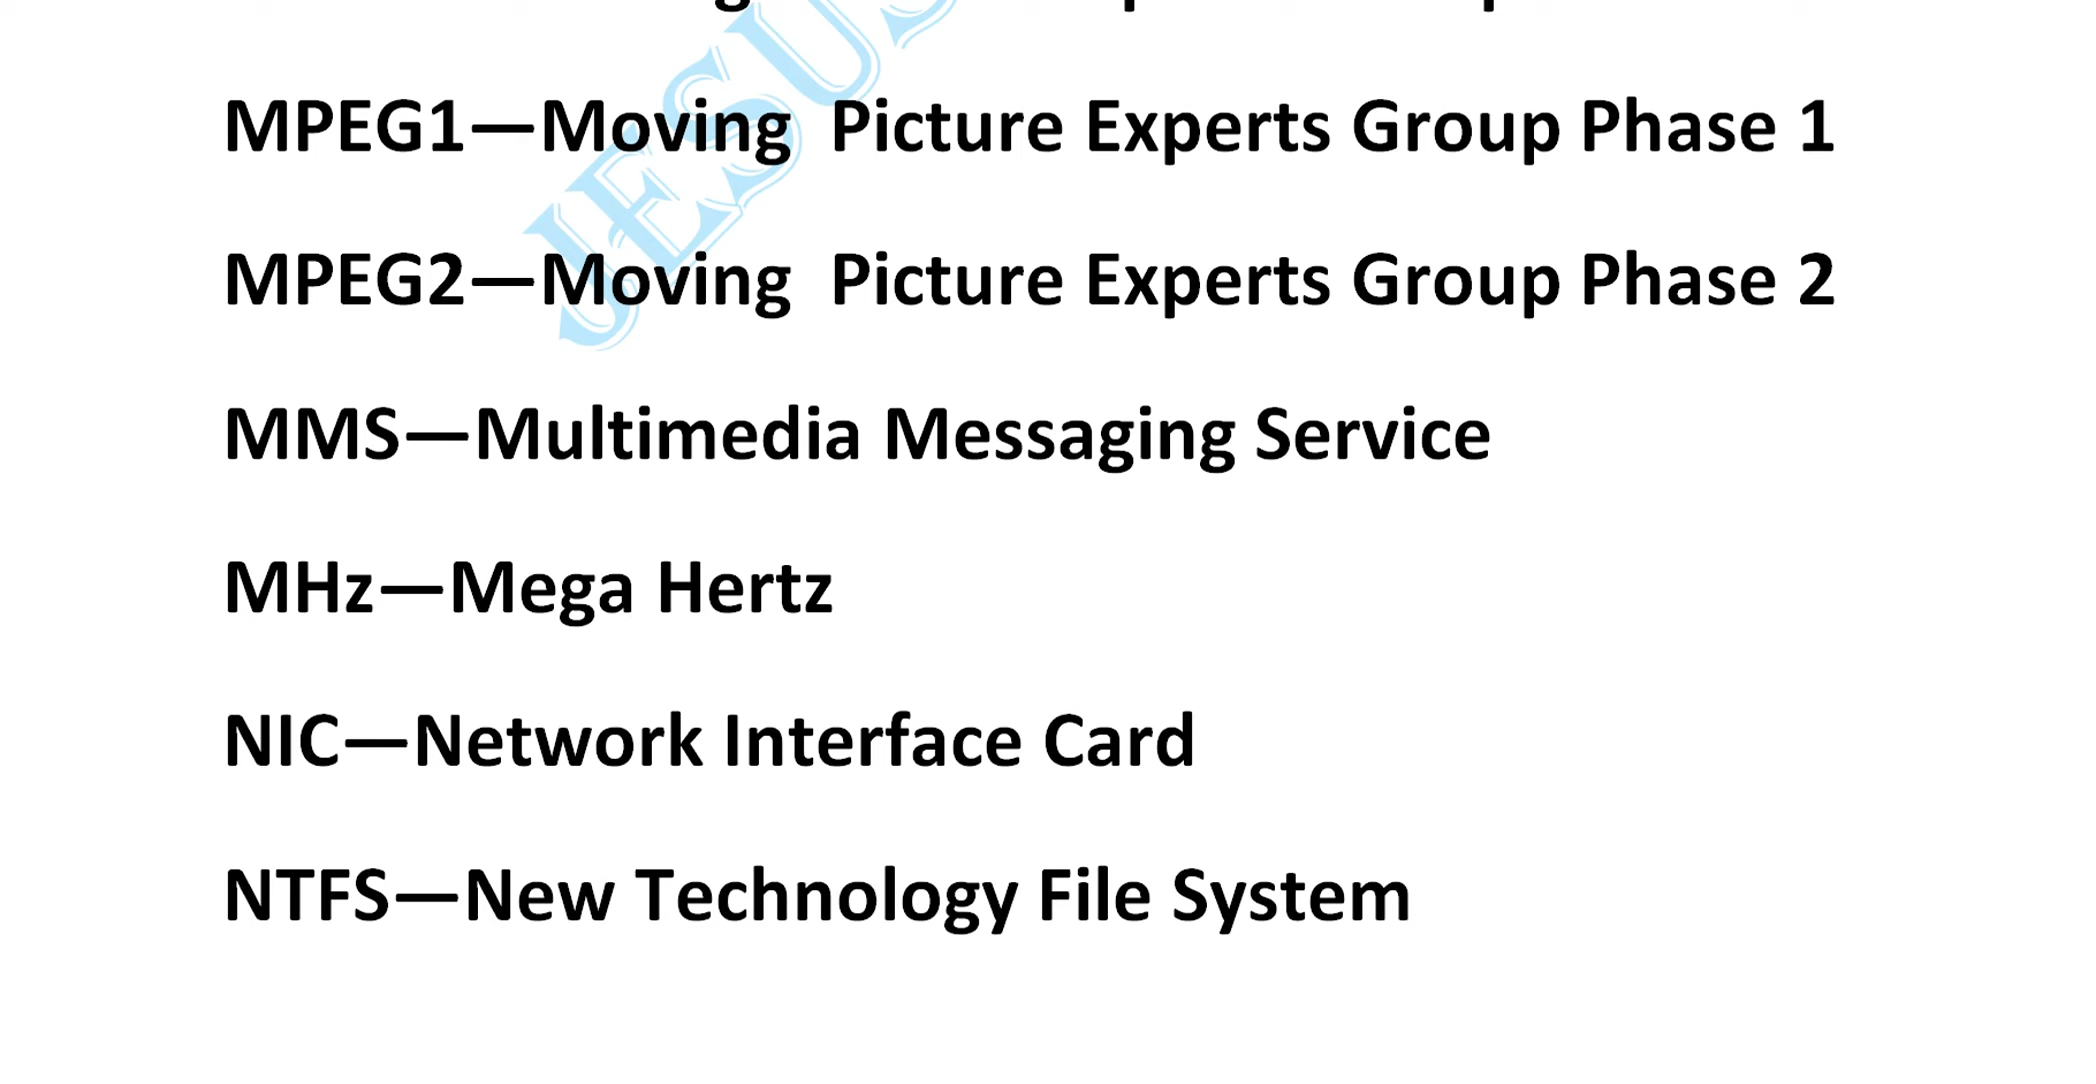 MPEG1—Moving  Picture Experts Group Phase 1
MPEG2—Moving  Picture Experts Group Phase 2
MMS—Multimedia Messaging Service
MHz—Mega Hertz
NIC—Network Interface Card
NTFS—New Technology File System
JESUS